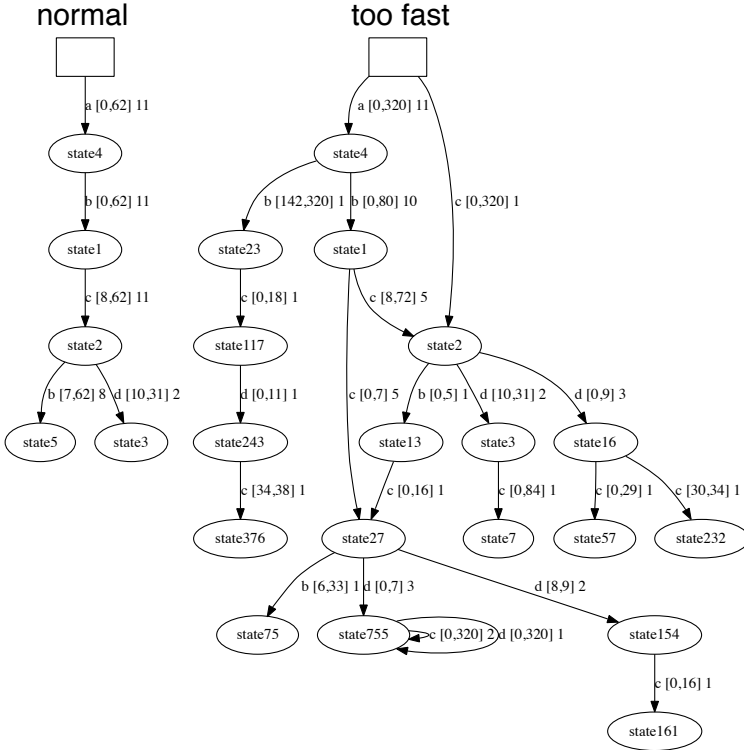 normal too fast
a [0,62] 11 a [0,320] 11
state4 state4
b [0,62] 11 b [142,320] 1 b [0,80] 10 c [0,320] 1
state1 state23 state1
c [8,62] 11 c [0,18] 1 c [8,72] 5
state2 state117 state2
b [7,62] 8 d [10,31] 2 d [0,11] 1 c [0,7] 5 b [0,5] 1 d [10,31] 2 d [0,9] 3
state5 state3 state243 state13 state3 state16
c [34,38] 1 c [0,16] 1 c [0,84] 1 c [0,29] 1 c [30,34] 1
state376 state27 state7 state57 state232
b [6,33] 1 d [0,7] 3 d [8,9] 2
state75 state755 c [0,320] 2 d [0,320] 1 state154
c [0,16] 1
state161